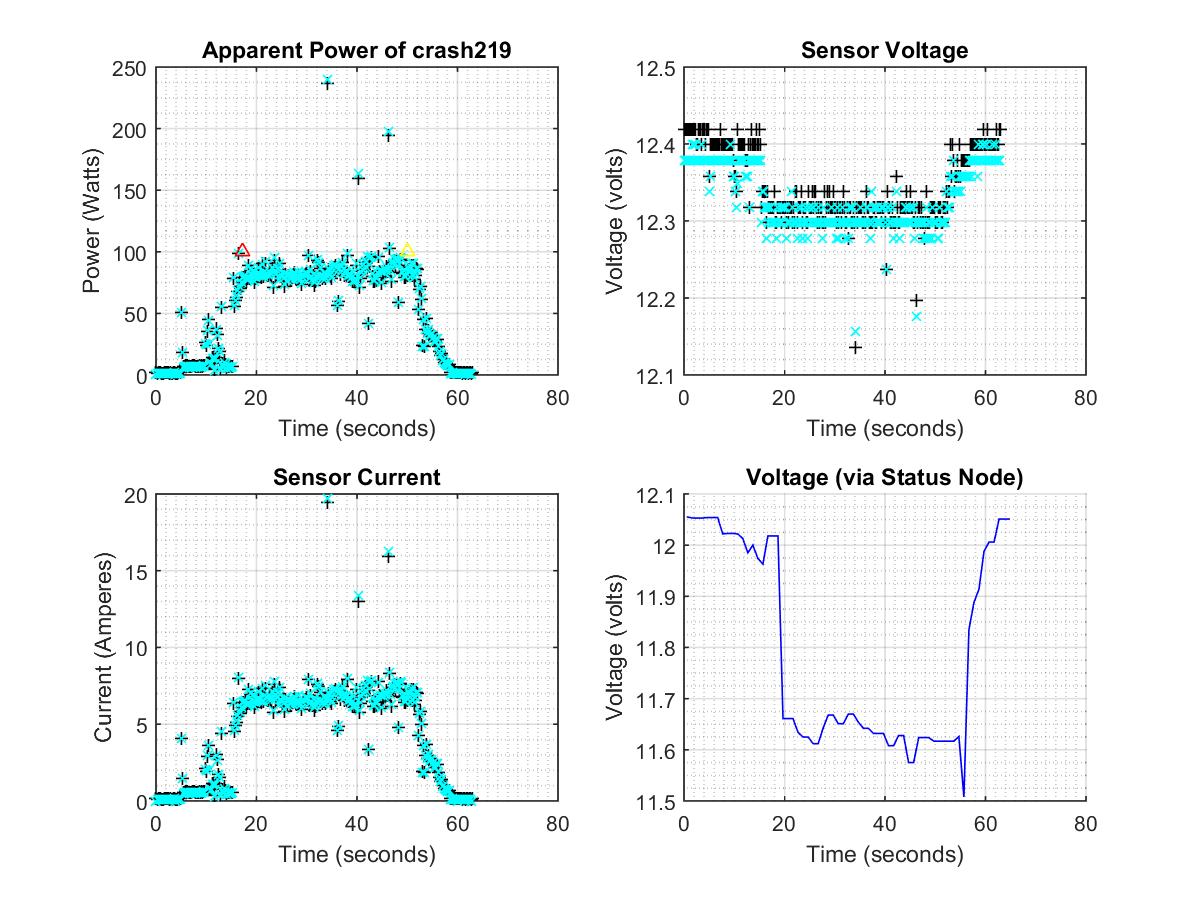 Apparent Power of crash219
250
200
150
100
50
0
Power (Watts)
0 20 40 60 80
Time (seconds)
Sensor Voltage
12.5
12.4
12.3
12.2
12.1
Voltage (volts)
0 20 40 60 80
Time (seconds)
Sensor Current
20
15
10
5
0
Current (Amperes)
0 20 40 60 80
Time (seconds)
Voltage (via Status Node)
12.1
12
11.9
11.8
11.7
11.6
11.5
Voltage (volts)
0 20 40 60 80
Time (seconds)